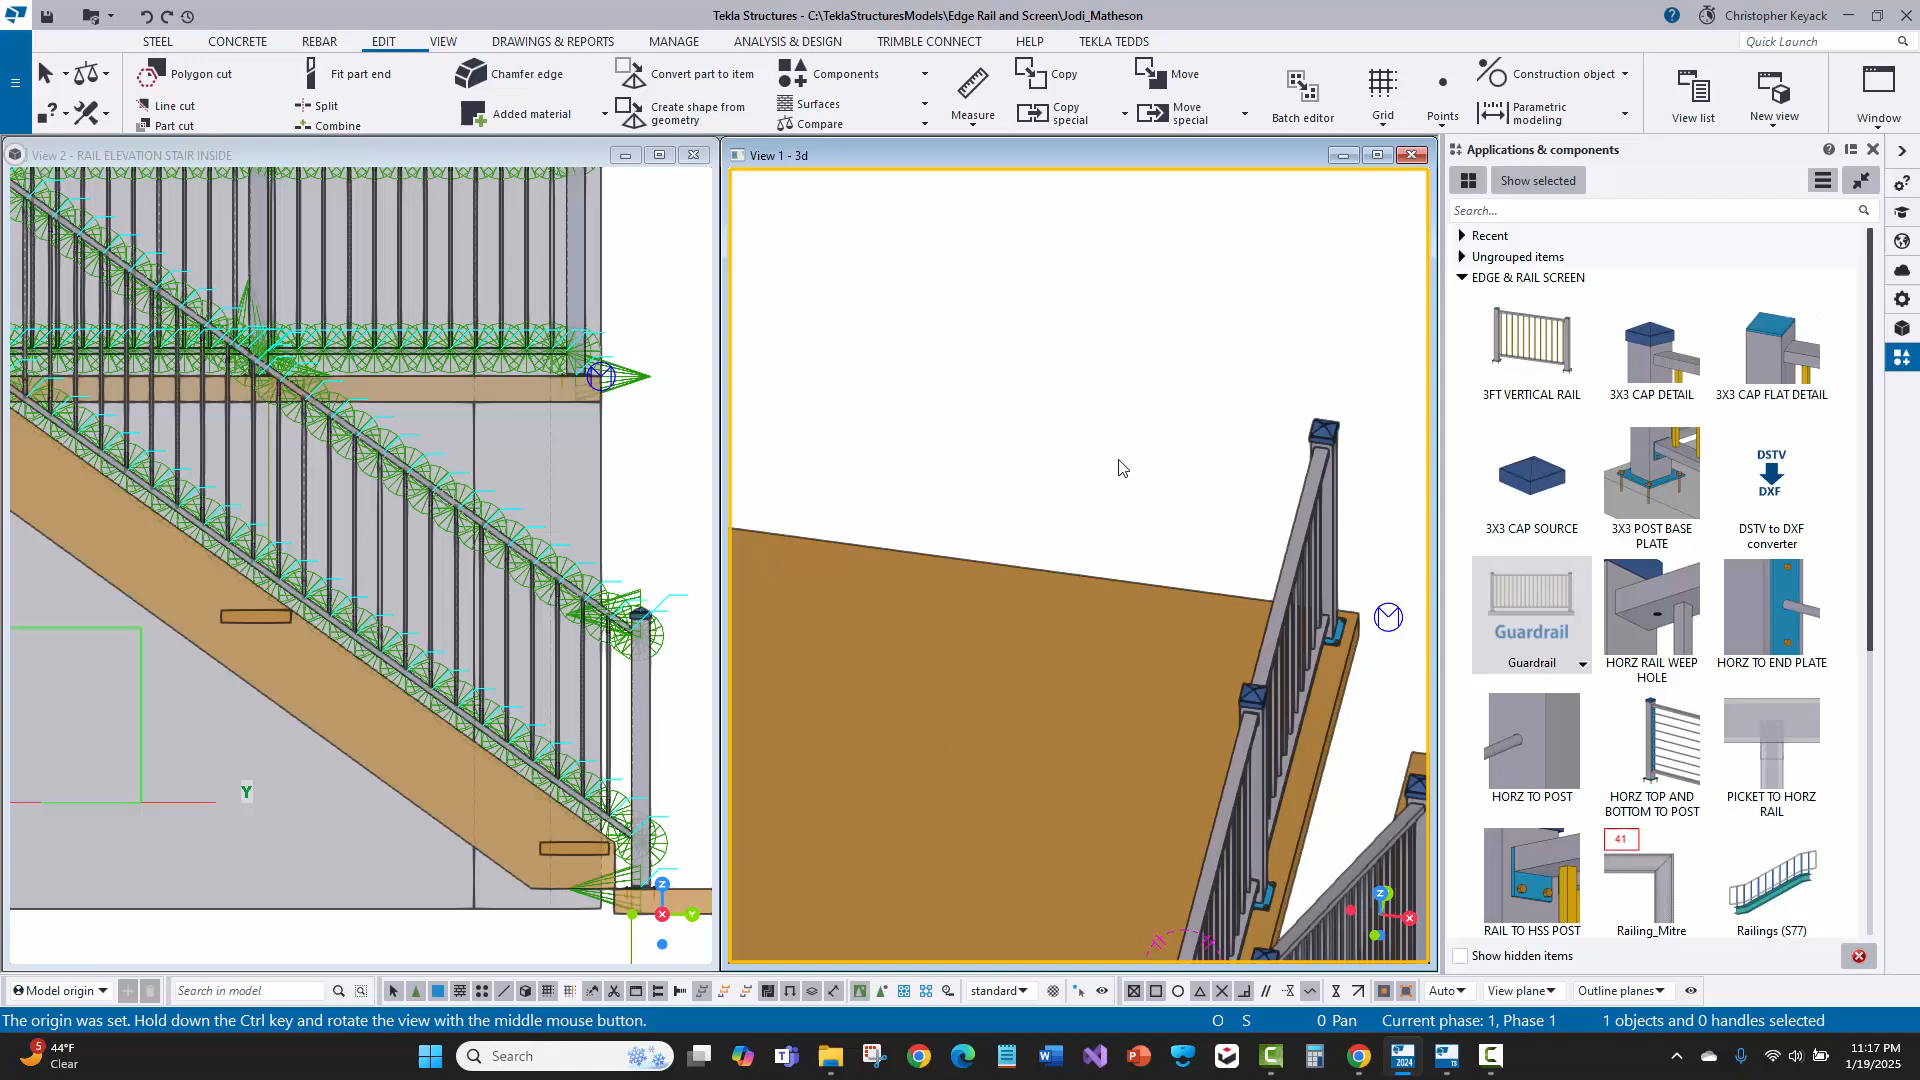 Tekla Structures - C:\TeklaStructuresModels\Edge Rail and Screen\Jodi_Matheson
Christopher Keyack
STEEL CONCRETE REBAR EDIT VIEW DRAWINGS & REPORTS MANAGE ANALYSIS & DESIGN TRIMBLE CONNECT HELP TEKLA TEDDS
Quick Launch
Polygon cut
Line cut
Part cut
Fit part end
Split
Combine
Chamfer edge
Added material
Convert part to item
Create shape from
geometry
Components
Surfaces
Compare
Measure
Copy
Copy
special
Move
Move
special
Batch editor
Grid
Points
Construction object
Parametric
modeling
View list
New view
Window
View 2 - RAIL ELEVATION STAIR INSIDE
View 1 - 3d
Y
Z
X
Y
Z
X
Applications & components
Show selected
Search...
Recent
Ungrouped items
EDGE & RAIL SCREEN
3FT VERTICAL RAIL
3X3 CAP DETAIL
3X3 CAP FLAT DETAIL
3X3 CAP SOURCE
3X3 POST BASE
PLATE
DSTV
DXF
DSTV to DXF
converter
Guardrail
Guardrail
HORZ RAIL WEEP
HOLE
HORZ TO END PLATE
HORZ TO POST
HORZ TOP AND
BOTTOM TO POST
PICKET TO HORZ
RAIL
41
RAIL TO HSS POST
Railing_Mitre
Railings (S77)
Show hidden items
Model origin
Search in model
standard
Auto
View plane
Outline planes
The origin was set. Hold down the Ctrl key and rotate the view with the middle mouse button.
O S 0 Pan Current phase: 1, Phase 1 1 objects and 0 handles selected
5
44°F
Clear
Search
2024
11:17 PM
1/19/2025